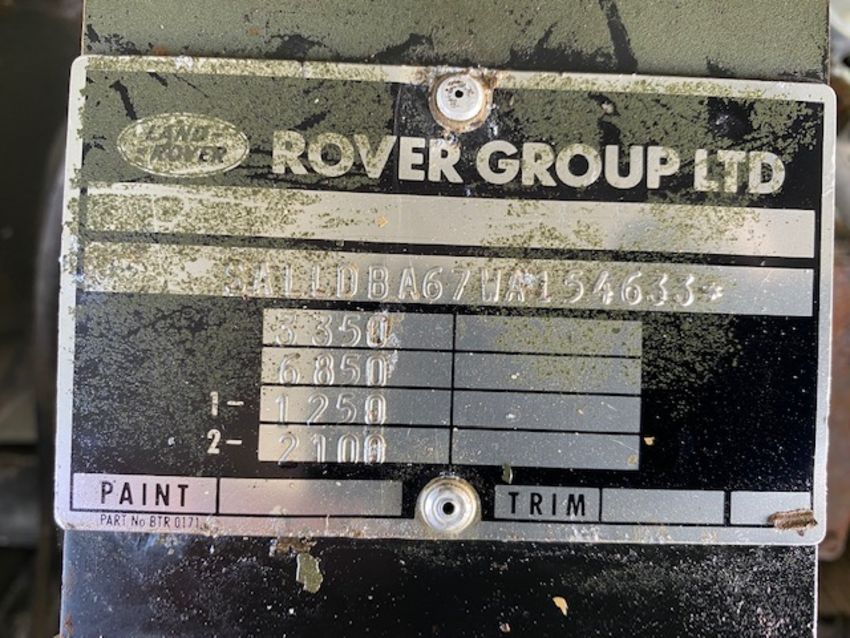 LAND-
ROVER
ROVER GROUP LTD
SALLDBA67WA154633*
3350
6850
1- 1250
2- 2100
PAINT TRIM
PART No BTR 0171